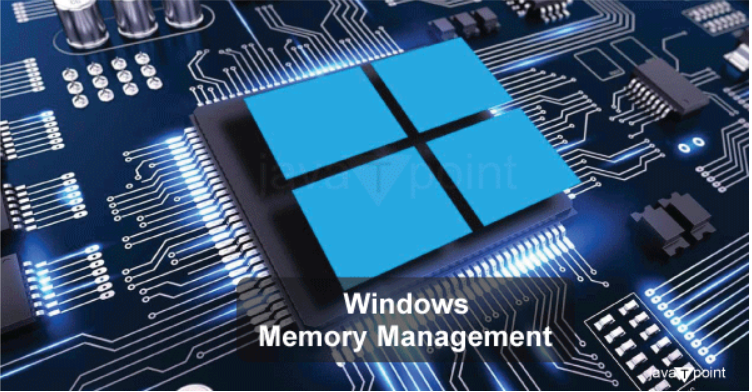 javaTpoint
Windows
Memory Management
javaTpoint